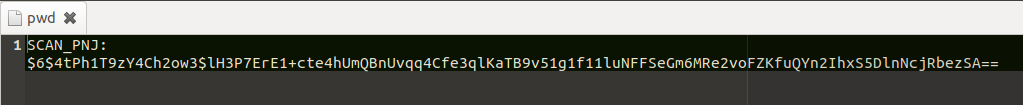 pwd
1 SCAN_PNJ:
$6$4tPh1T9zY4Ch2ow3$lH3P7ErE1+cte4hUmQBnUvqq4Cfe3qlKaTB9v51g1f11luNFFSeGm6MRe2voFZKfuQYn2IhxS5DlnNcjRbezSA==